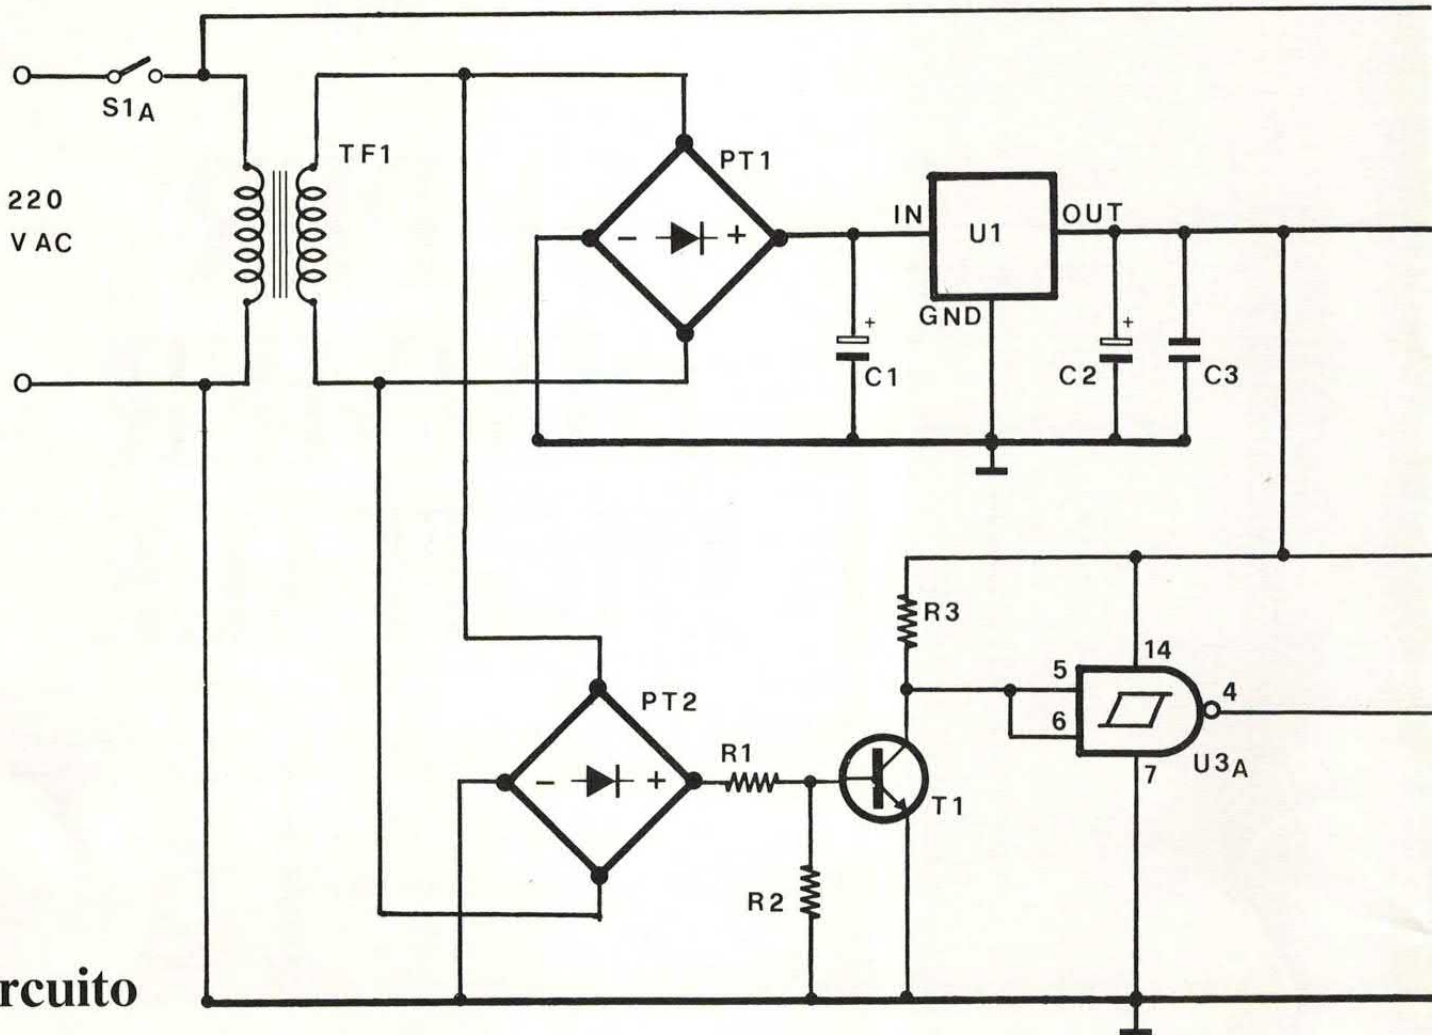 S1A
TF1
220
V AC
PT1
- +
IN
U1
OUT
GND
+
C1
+
C2
C3
R3
14
5
6
4
7
U3A
PT2
- +
R1
T1
R2
rcuito